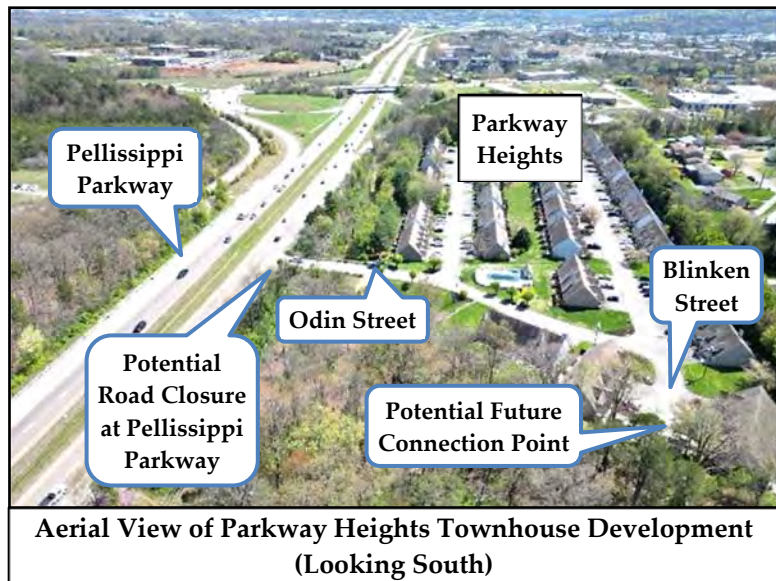 Parkway
Heights
Pellissippi
Parkway
Blinken
Street
Odin Street
Potential
Road Closure
at Pellissippi
Parkway
Potential Future
Connection Point
Aerial View of Parkway Heights Townhouse Development
(Looking South)